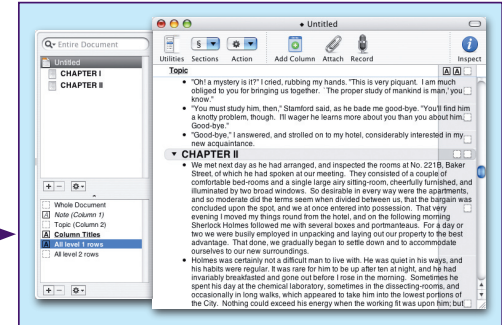 Untitled
Entire Document
Utilities Sections Action Add Column Attach Record Inspect
Untitled
CHAPTER I
CHAPTER II
Topic A A
• "Oh! a mystery is it?" I cried, rubbing my hands. "This is very piquant. I am much
obliged to you for bringing us together. `The proper study of mankind is man,' you
know."
• "You must study him, then," Stamford said, as he bade me good-bye. "You'll find him
a knotty problem, though. I'll wager he learns more about you than you about him.
Good-bye."
• "Good-bye," I answered, and strolled on to my hotel, considerably interested in my
new acquaintance.
CHAPTER II
• We met next day as he had arranged, and inspected the rooms at No. 221B, Baker
Street, of which he had spoken at our meeting. They consisted of a couple of
comfortable bed-rooms and a single large airy sitting-room, cheerfully furnished, and
illuminated by two broad windows. So desirable in every way were the apartments,
and so moderate did the terms seem when divided between us, that the bargain was
concluded upon the spot, and we at once entered into possession. That very
evening I moved my things round from the hotel, and on the following morning
Sherlock Holmes followed me with several boxes and portmanteaus. For a day or
two we were busily employed in unpacking and laying out our property to the best
advantage. That done, we gradually began to settle down and to accommodate
ourselves to our new surroundings.
• Holmes was certainly not a difficult man to live with. He was quiet in his ways, and
his habits were regular. It was rare for him to be up after ten at night, and he had
invariably breakfasted and gone out before I rose in the morning. Sometimes he
spent his day at the chemical laboratory, sometimes in the dissecting-rooms, and
occasionally in long walks, which appeared to take him into the lowest portions of
the City. Nothing could exceed his energy when the working fit was upon him; but
Whole Document
A Note (Column 1)
Topic (Column 2)
A Column Titles
A All level 1 rows
All level 2 rows